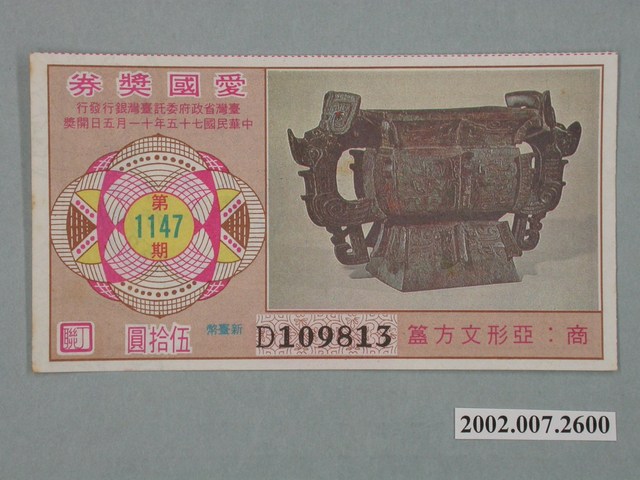 愛國獎券
臺灣省政府委託臺灣銀行發行
中華民國七十五年十一月五日開獎
第
1147
期
商：亞形文方簋
D109813
新臺幣
伍拾圓
丁聯
2002.007.2600